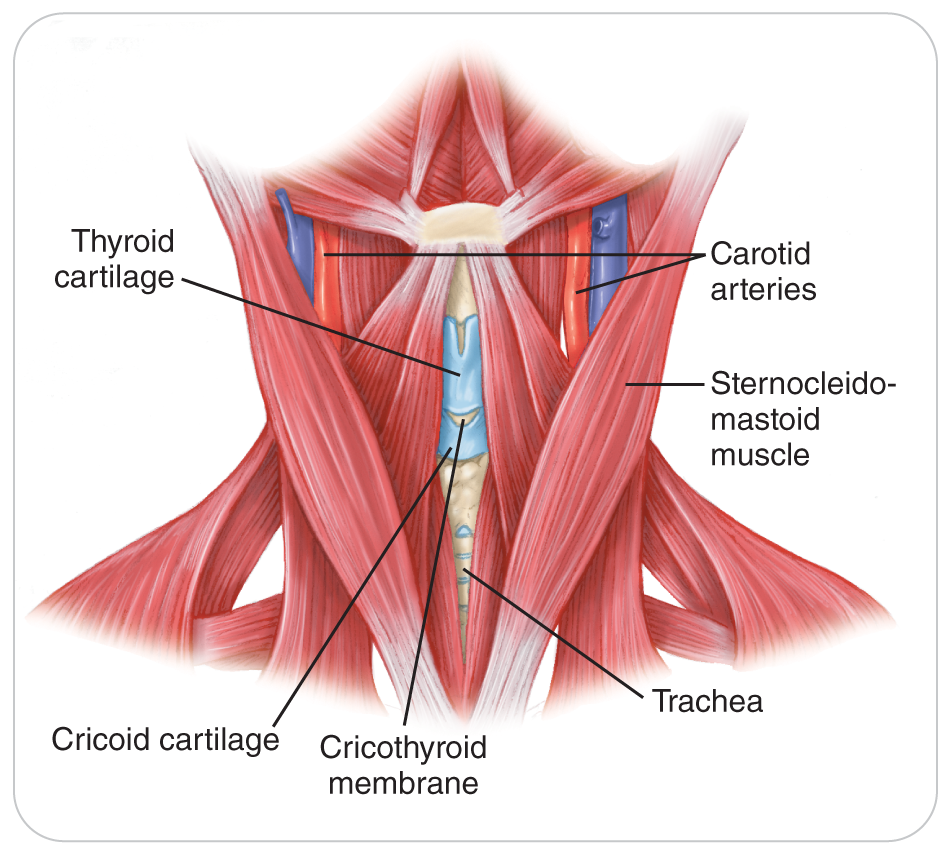 Thyroid
cartilage
Carotid
arteries
Sternocleido-
mastoid
muscle
Trachea
Cricoid cartilage
Cricothyroid
membrane